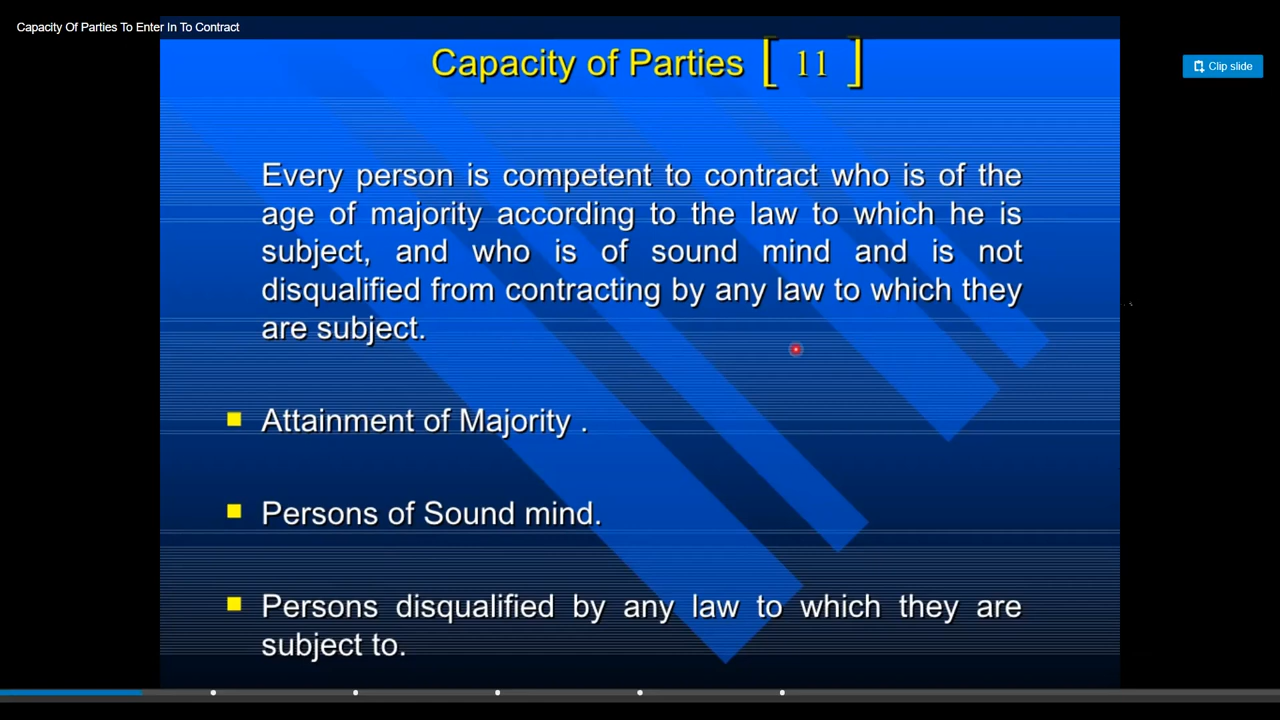 Capacity Of Parties To Enter In To Contract
Capacity of Parties [ 11 ]
Clip slide
Every person is competent to contract who is of the
age of majority according to the law to which he is
subject, and who is of sound mind and is not
disqualified from contracting by any law to which they
are subject.
Attainment of Majority .
Persons of Sound mind.
Persons disqualified by any law to which they are
subject to.